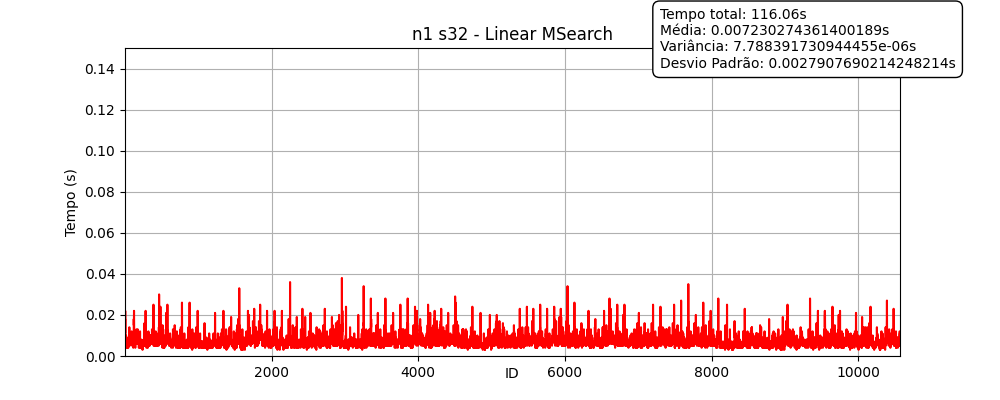 n1 s32 - Linear MSearch
Tempo total: 116.06s
Média: 0.007230274361400189s
Variância: 7.788391730944455e-06s
Desvio Padrão: 0.0027907690214248214s
Tempo (s)
0.14
0.12
0.10
0.08
0.06
0.04
0.02
0.00
2000
4000
6000
8000
10000
ID